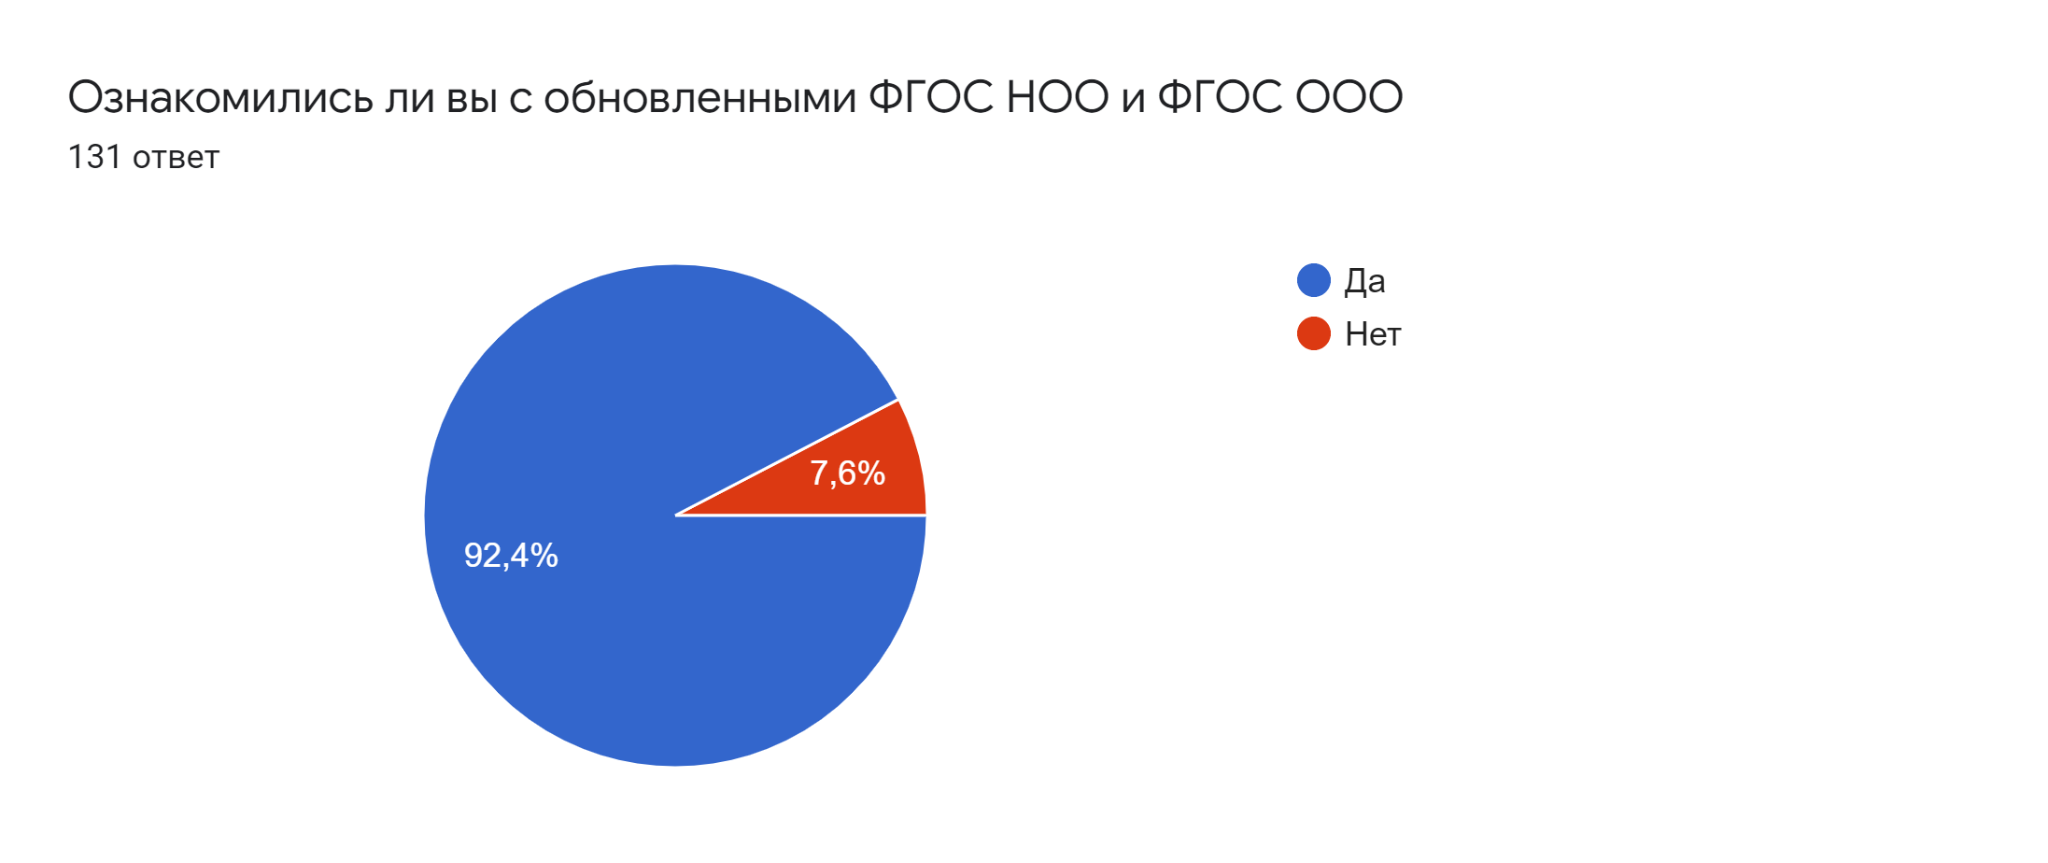 Ознакомились ли вы с обновленными ФГОС НОО и ФГОС ООО
131 ответ
Да
Нет
7,6%
92,4%